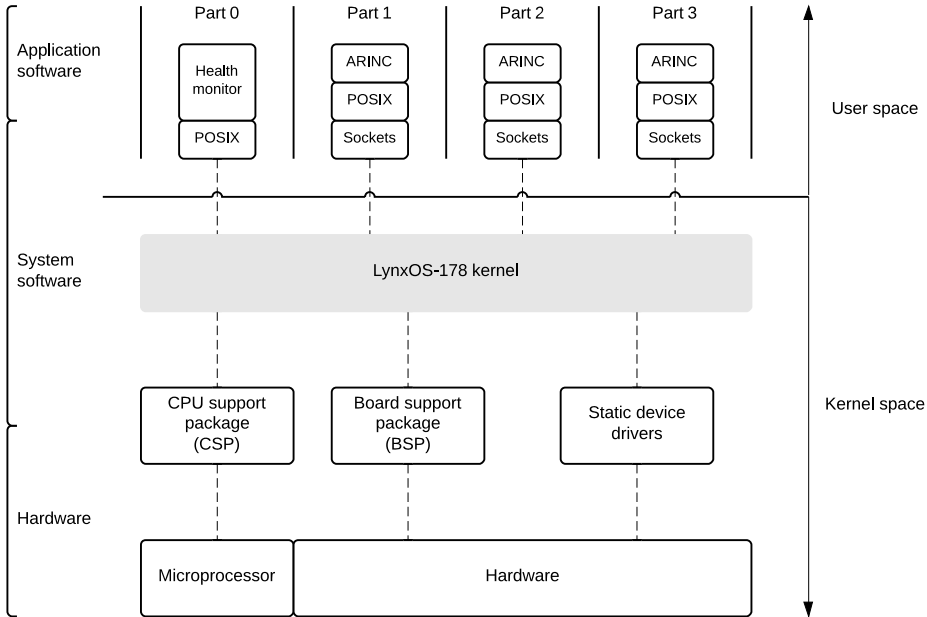 Part 0
Part 1
Part 2
Part 3
Application
software
Health
monitor
POSIX
ARINC
POSIX
Sockets
ARINC
POSIX
Sockets
ARINC
POSIX
Sockets
User space
System
software
LynxOS-178 kernel
CPU support
package
(CSP)
Board support
package
(BSP)
Static device
drivers
Kernel space
Hardware
Microprocessor
Hardware